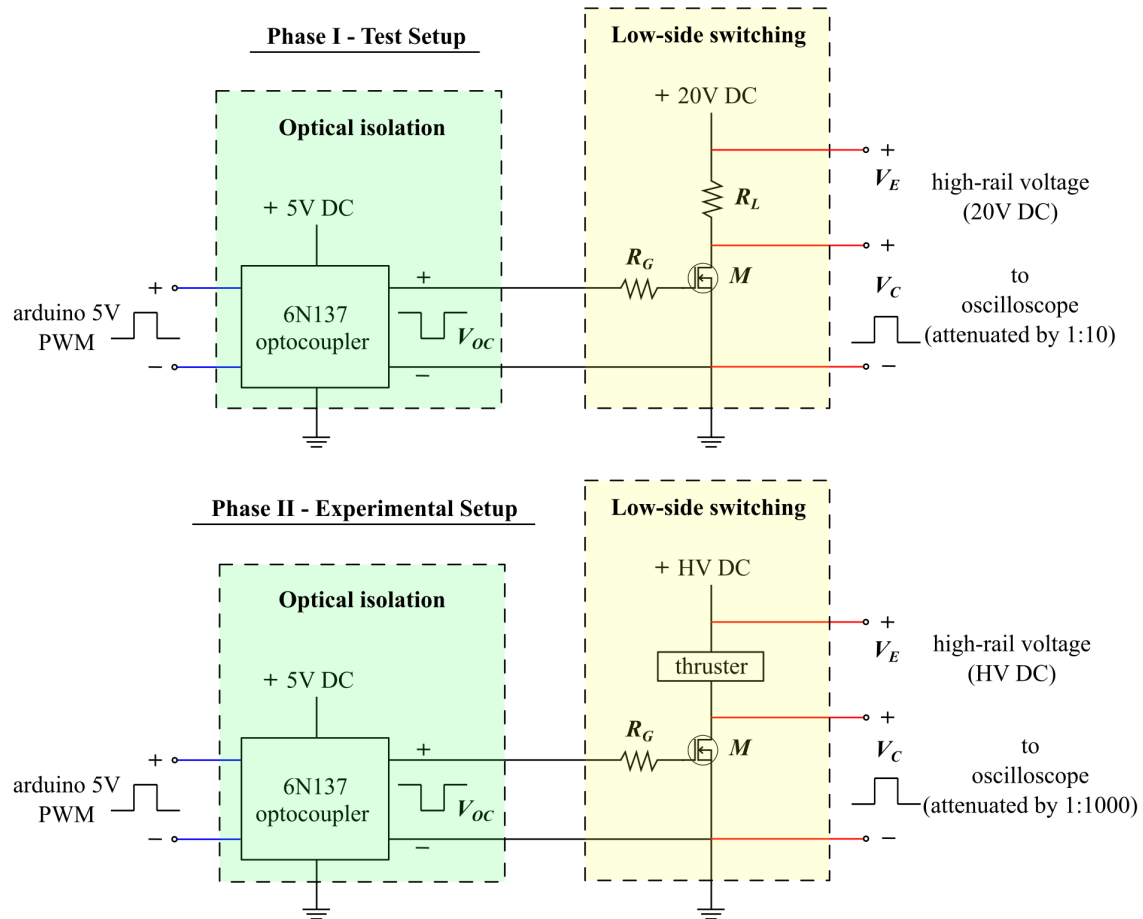 Phase I - Test Setup
Low-side switching
+ 20V DC
Optical isolation
+
V_E
high-rail voltage
(20V DC)
+ 5V DC
R_L
+
R_G
M
V_C
to
oscilloscope
(attenuated by 1:10)
+
arduino 5V
PWM
−
6N137
optocoupler
+
V_OC
−
−
Phase II - Experimental Setup
Low-side switching
+ HV DC
Optical isolation
+
V_E
high-rail voltage
(HV DC)
thruster
+ 5V DC
+
R_G
M
V_C
to
oscilloscope
(attenuated by 1:1000)
+
arduino 5V
PWM
−
6N137
optocoupler
+
V_OC
−
−